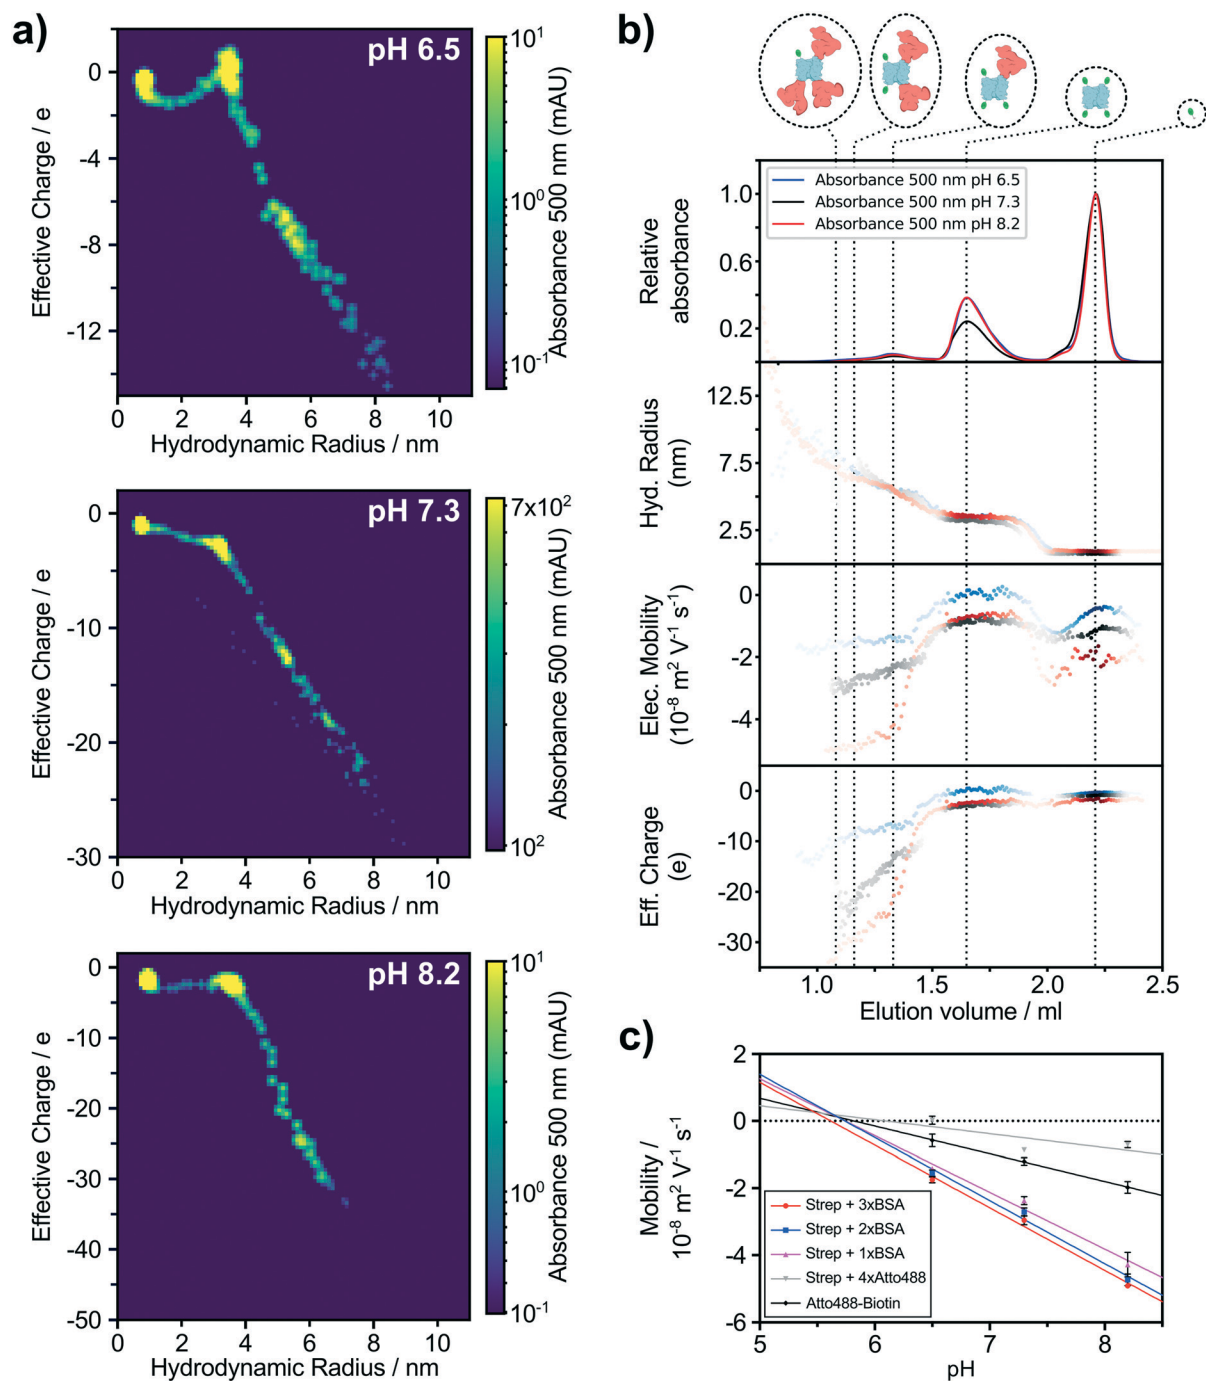 a)
pH 6.5
0
-4
-8
-12
Effective Charge / e
0 2 4 6 8 10
Hydrodynamic Radius / nm
10¹
10⁰
10⁻¹
Absorbance 500 nm (mAU)
pH 7.3
0
-10
-20
-30
Effective Charge / e
0 2 4 6 8 10
Hydrodynamic Radius / nm
7x10²
10²
Absorbance 500 nm (mAU)
pH 8.2
0
-10
-20
-30
-40
-50
Effective Charge / e
0 2 4 6 8 10
Hydrodynamic Radius / nm
10¹
10⁰
10⁻¹
Absorbance 500 nm (mAU)
b)
Absorbance 500 nm pH 6.5
Absorbance 500 nm pH 7.3
Absorbance 500 nm pH 8.2
1.0
0.6
0.2
Relative
absorbance
12.5
7.5
2.5
Hyd. Radius
(nm)
0
-2
-4
Elec. Mobility
(10⁻⁸ m² V⁻¹ s⁻¹)
0
-10
-20
-30
Eff. Charge
(e)
1.0 1.5 2.0 2.5
Elution volume / ml
c)
2
0
-2
-4
-6
Mobility /
10⁻⁸ m² V⁻¹ s⁻¹
Strep + 3xBSA
Strep + 2xBSA
Strep + 1xBSA
Strep + 4xAtto488
Atto488-Biotin
5 6 7 8
pH